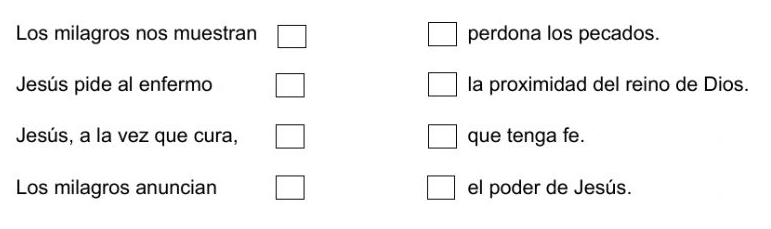 Los milagros nos muestran perdona los pecados.
Jesús pide al enfermo la proximidad del reino de Dios.
Jesús, a la vez que cura, que tenga fe.
Los milagros anuncian el poder de Jesús.